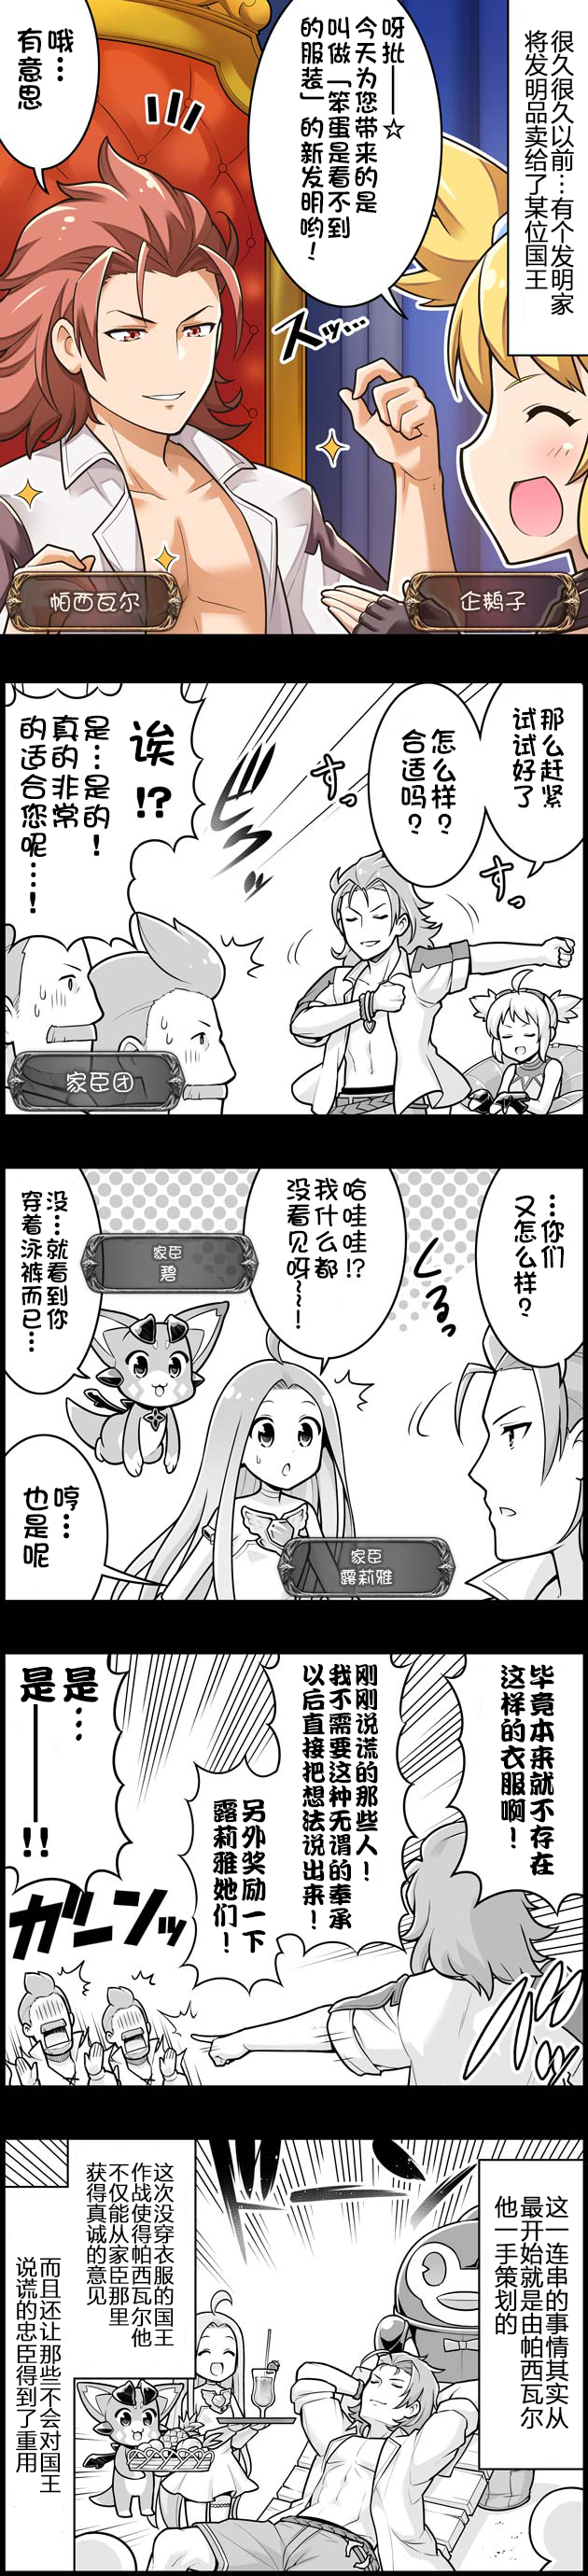 很久很久以前…有个发明家
将发明品卖给了某位国王
呀批——☆
今天为您带来的是
叫做「笨蛋是看不到
的服装」的新发明哟！
哦…
有意思
スッ…
帕西瓦尔
企鹅子
那么赶紧
试试好了
怎么样？
合适吗？
すっ
すっ
诶!?
是…是的！
真的非常
的适合您呢…！
家臣团
…你们
又怎么样？
くるっ
哈哇哇!?
我什么都
没看见呀~~！
家臣
碧
没…就看到你
穿着泳裤而已…
哼…
也是呢
家臣
露莉雅
毕竟本来就不存在
这样的衣服啊！
刚刚说谎的那些人！
我不需要这种无谓的奉承
以后直接把想法说出来！
另外奖励一下
露莉雅她们！
是…
是——!!
ガーンッ
这一连串的事情其实从
最开始就是由帕西瓦尔
他一手策划的
这次没穿衣服的国王
作战使得帕西瓦尔他
不仅能从家臣那里
获得真诚的意见
而且还让那些不会对国王
说谎的忠臣得到了重用